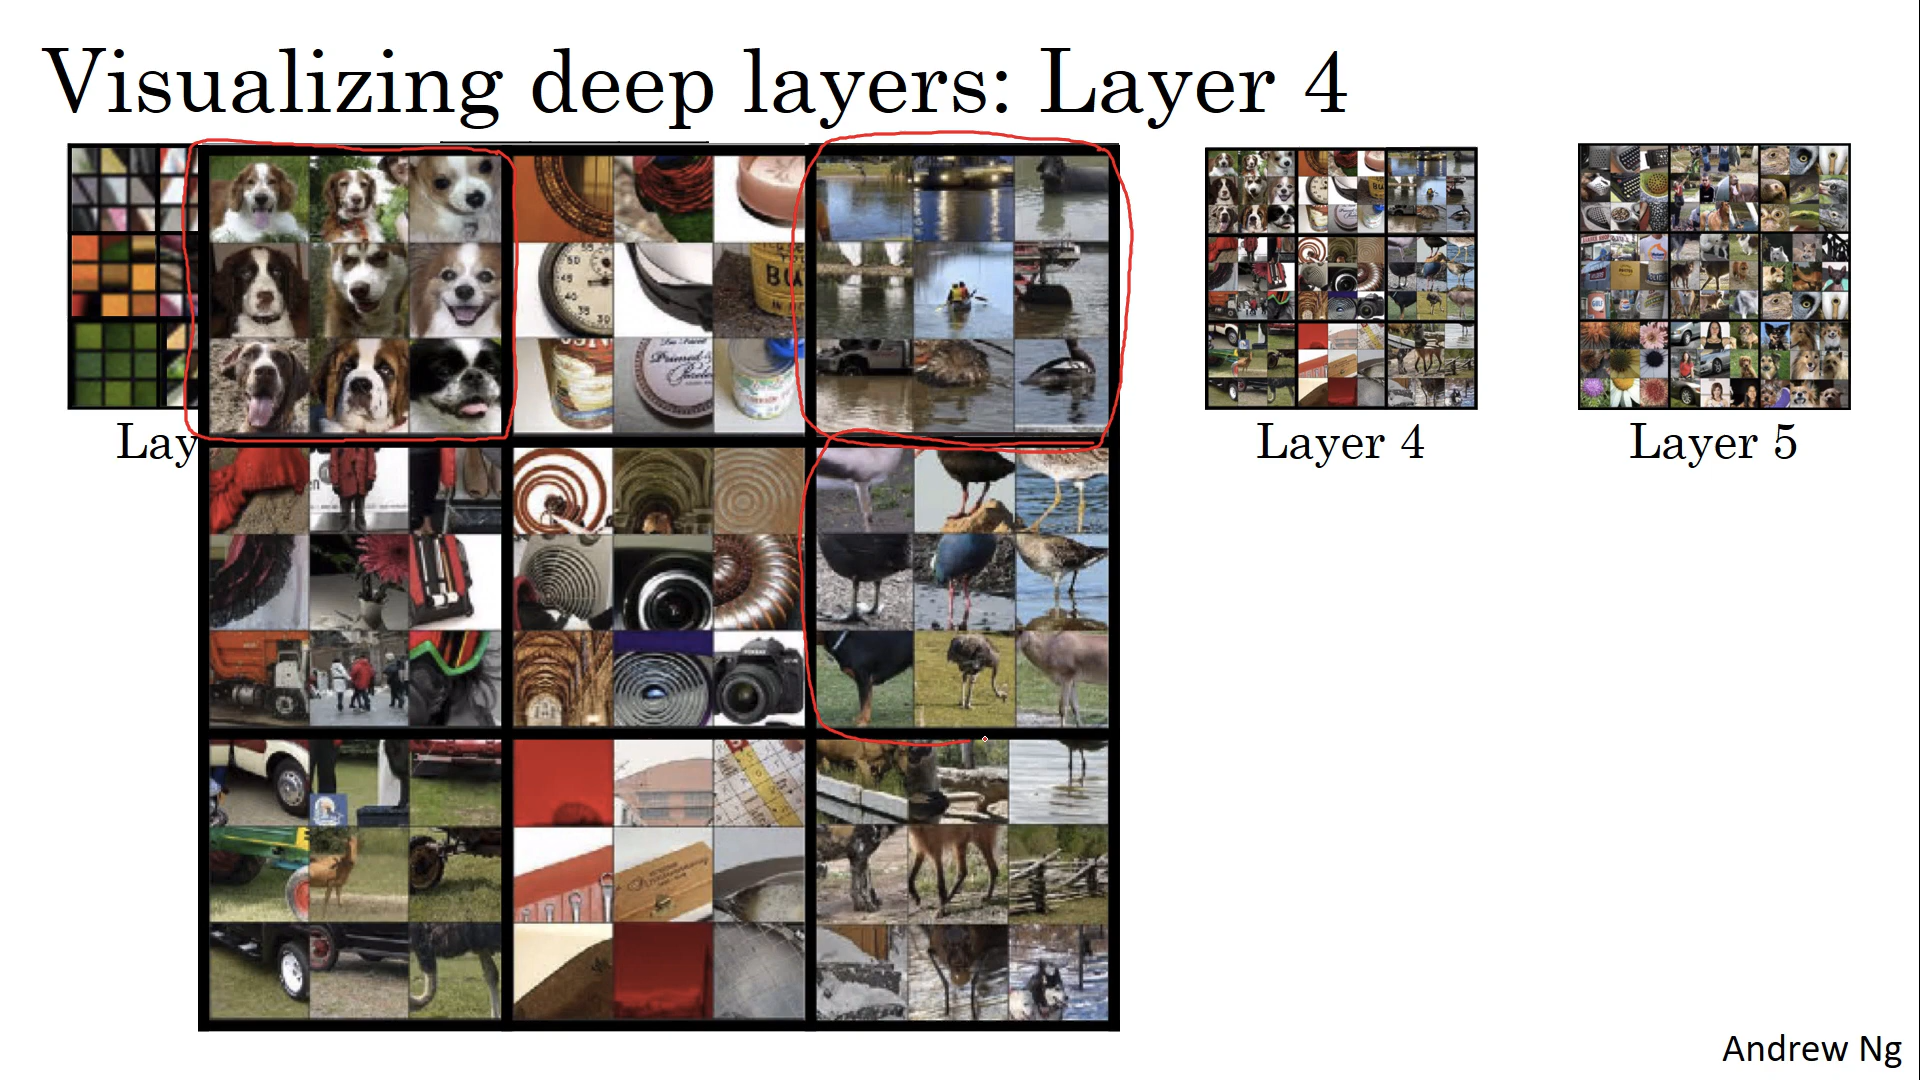 Visualizing deep layers: Layer 4
Lay
Layer 4
Layer 5
Andrew Ng